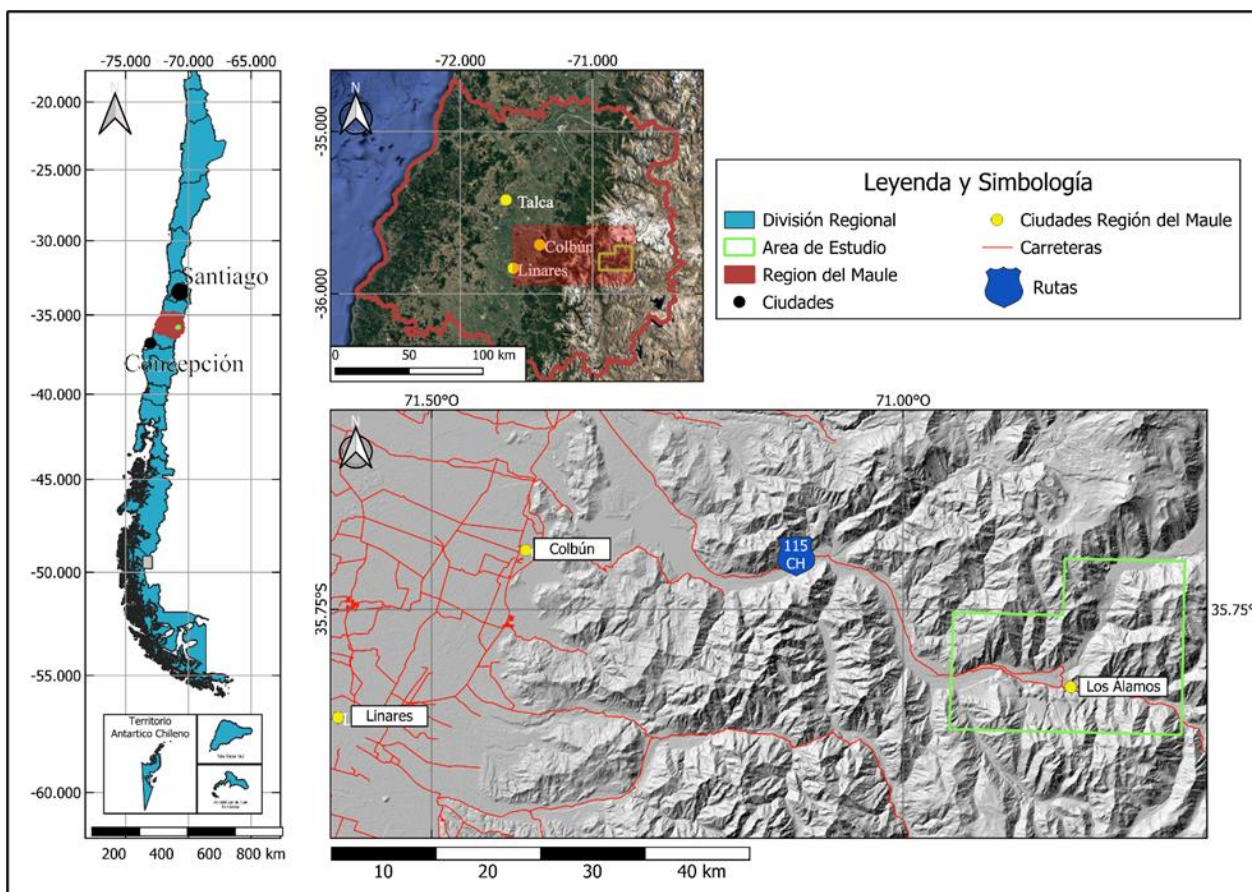 -75.000 -70.000 -65.000
N
-20.000
-25.000
-30.000
Santiago
-35.000
Concepción
-40.000
-45.000
-50.000
-55.000
-60.000
Territorio
Antartico Chileno
200 400 600 800 km
-72.000 -71.000
N
-35.000
-36.000
Talca
Colbún
Linares
0 50 100 km
Leyenda y Simbología
División Regional
Area de Estudio
Region del Maule
Ciudades
Ciudades Región del Maule
Carreteras
Rutas
71.50°O 71.00°O
N
115
CH
Colbún
35.75°S 35.75°
Los Álamos
Linares
10 20 30 40 km